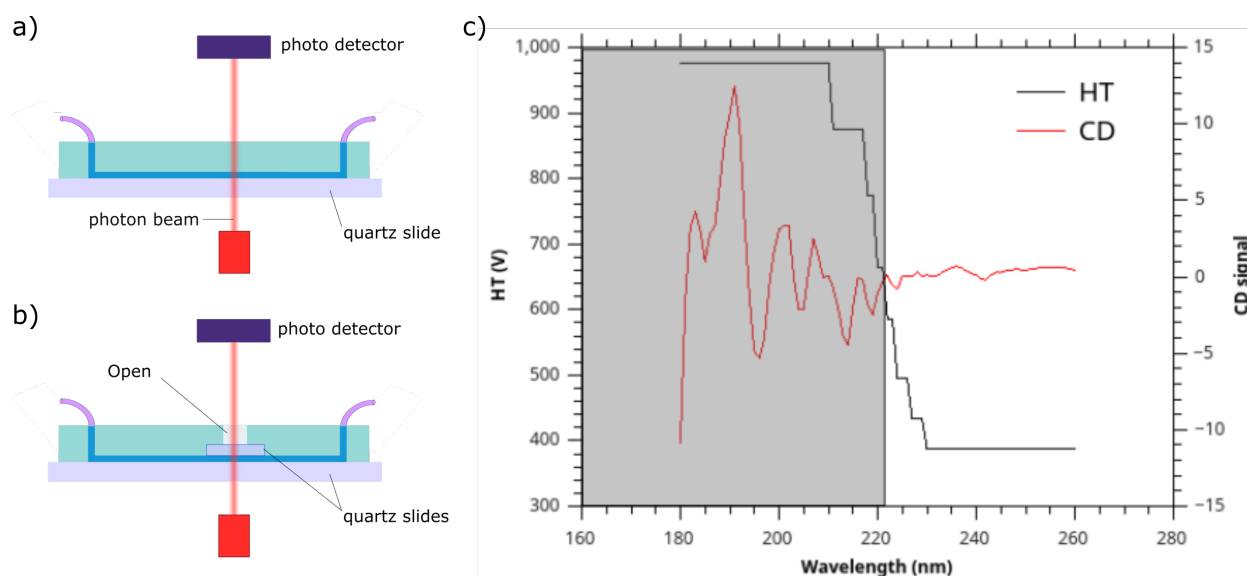 a)
photo detector
photon beam
quartz slide
b)
photo detector
Open
quartz slides
c)
1,000
900
800
700
600
500
400
300
HT (V)
15
10
5
0
−5
−10
−15
CD signal
HT
CD
160
180
200
220
240
260
280
Wavelength (nm)